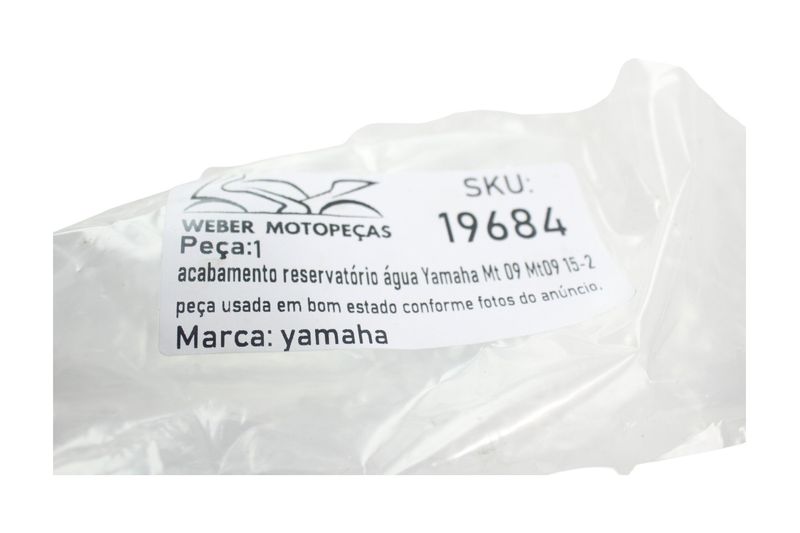 WEBER MOTOPEÇAS
SKU:
19684
Peça:1
acabamento reservatório água Yamaha Mt 09 Mt09 15-2
peça usada em bom estado conforme fotos do anúncio.
Marca: yamaha